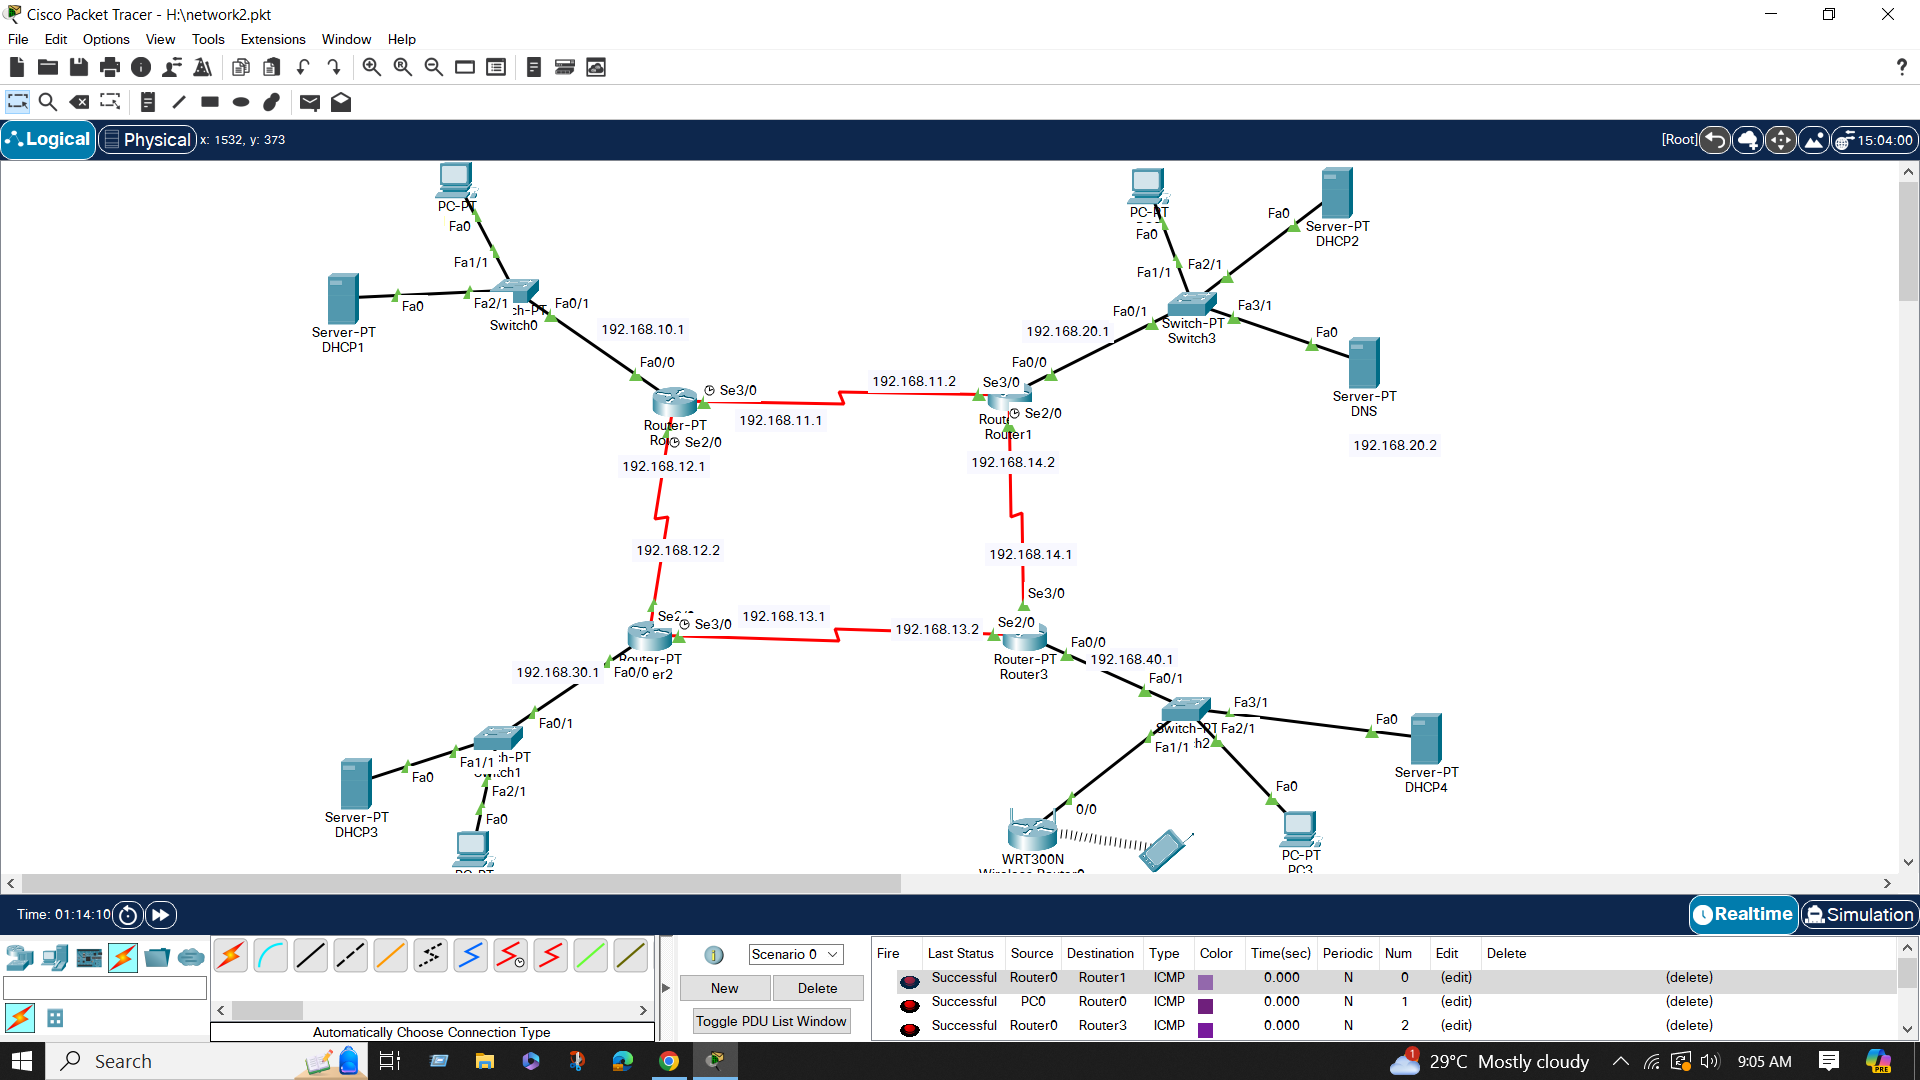 Cisco Packet Tracer - H:\network2.pkt
File Edit Options View Tools Extensions Window Help
?
Logical Physical x: 1532, y: 373 [Root] 15:04:00
PC-PT
Fa0
Fa1/1
Server-PT
DHCP1
Fa0
Fa2/1
Switch0
Fa0/1
192.168.10.1
Fa0/0
Se3/0
Router-PT
Se2/0
192.168.11.1
192.168.11.2
192.168.12.1
PC-PT
Fa0
Fa1/1
Fa2/1
Fa0
Server-PT
DHCP2
Fa0/1
Switch-PT
Switch3
Fa3/1
Fa0
Server-PT
DNS
192.168.20.2
192.168.20.1
Fa0/0
Se3/0
Se2/0
Router1
192.168.14.2
192.168.14.1
Se3/0
192.168.12.2
Se3/0
192.168.13.1
192.168.13.2
Se2/0
Router-PT
Router3
Fa0/0
192.168.40.1
Fa0/1
192.168.30.1
Fa0/0
Fa0/1
Fa1/1
Fa0
Server-PT
DHCP3
Fa2/1
Fa0
Switch-PT
Fa3/1
Fa2/1
Fa1/1
Fa0
Server-PT
DHCP4
Fa0
PC-PT
PC3
0/0
WRT300N
Wireless Router0
Time: 01:14:10 Realtime Simulation
Scenario 0
New Delete
Toggle PDU List Window
Automatically Choose Connection Type
Fire Last Status Source Destination Type Color Time(sec) Periodic Num Edit Delete
Successful Router0 Router1 ICMP 0.000 N 0 (edit) (delete)
Successful PC0 Router0 ICMP 0.000 N 1 (edit) (delete)
Successful Router0 Router3 ICMP 0.000 N 2 (edit) (delete)
Search 1 29°C Mostly cloudy 9:05 AM PRE